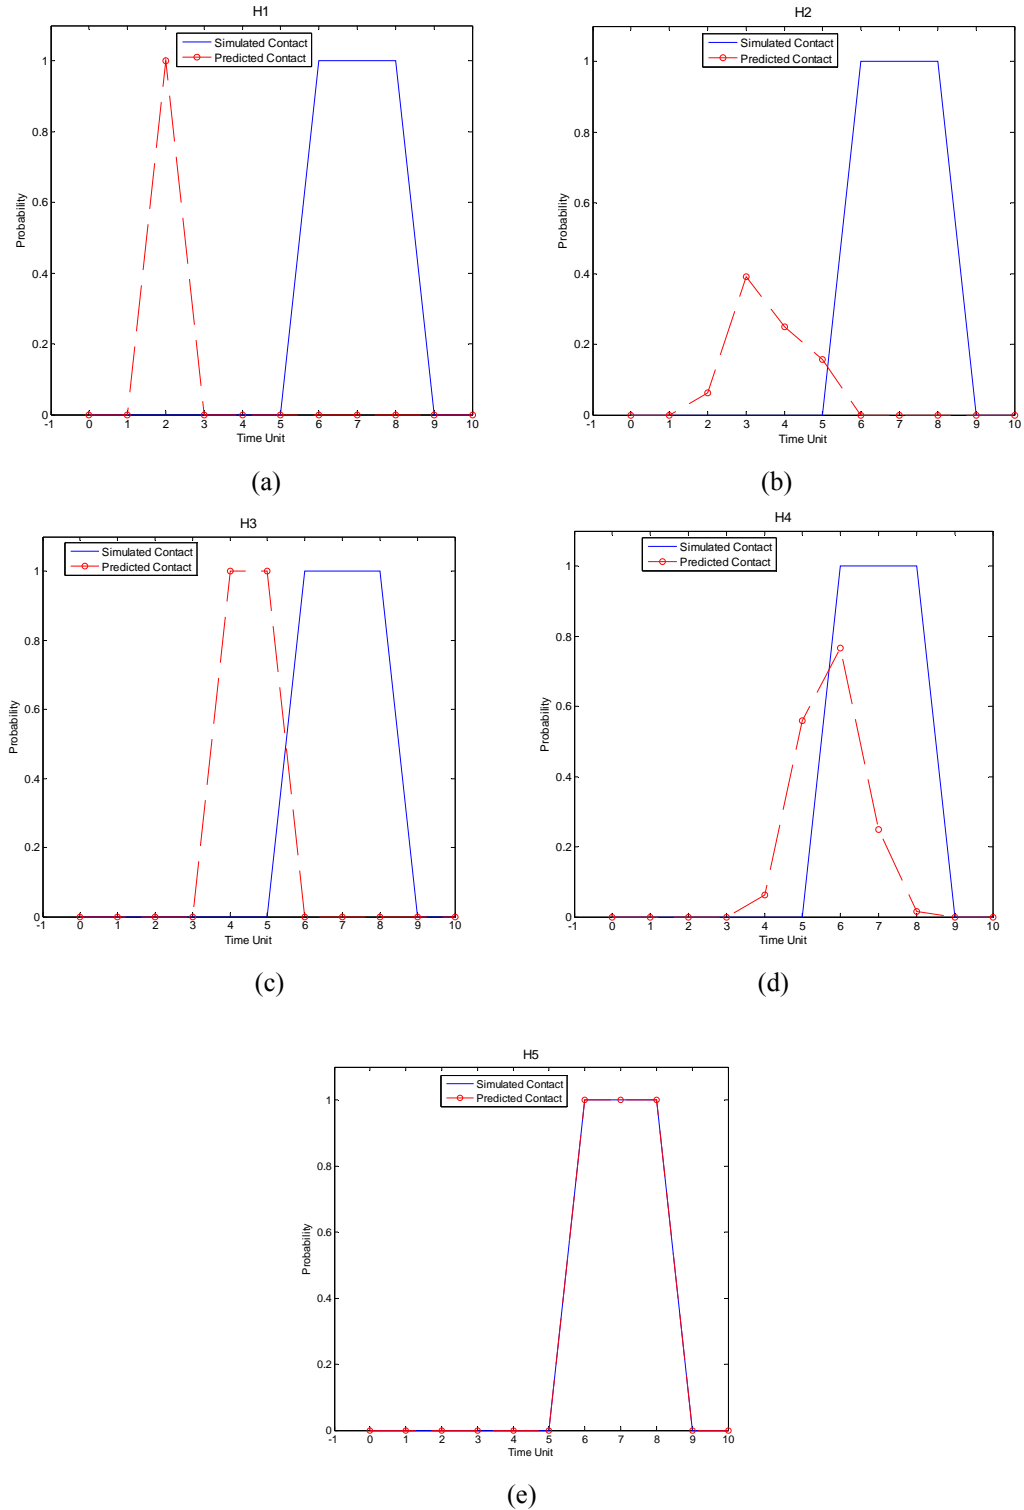 H1
Simulated Contact
Predicted Contact
1
0.8
0.6
0.4
0.2
0
Probability
-1 0 1 2 3 4 5 6 7 8 9 10
Time Unit
(a)
H2
Simulated Contact
Predicted Contact
1
0.8
0.6
0.4
0.2
0
Probability
-1 0 1 2 3 4 5 6 7 8 9 10
Time Unit
(b)
H3
Simulated Contact
Predicted Contact
1
0.8
0.6
0.4
0.2
0
Probability
-1 0 1 2 3 4 5 6 7 8 9 10
Time Unit
(c)
H4
Simulated Contact
Predicted Contact
1
0.8
0.6
0.4
0.2
0
Probability
-1 0 1 2 3 4 5 6 7 8 9 10
Time Unit
(d)
H5
Simulated Contact
Predicted Contact
1
0.8
0.6
0.4
0.2
0
Probability
-1 0 1 2 3 4 5 6 7 8 9 10
Time Unit
(e)